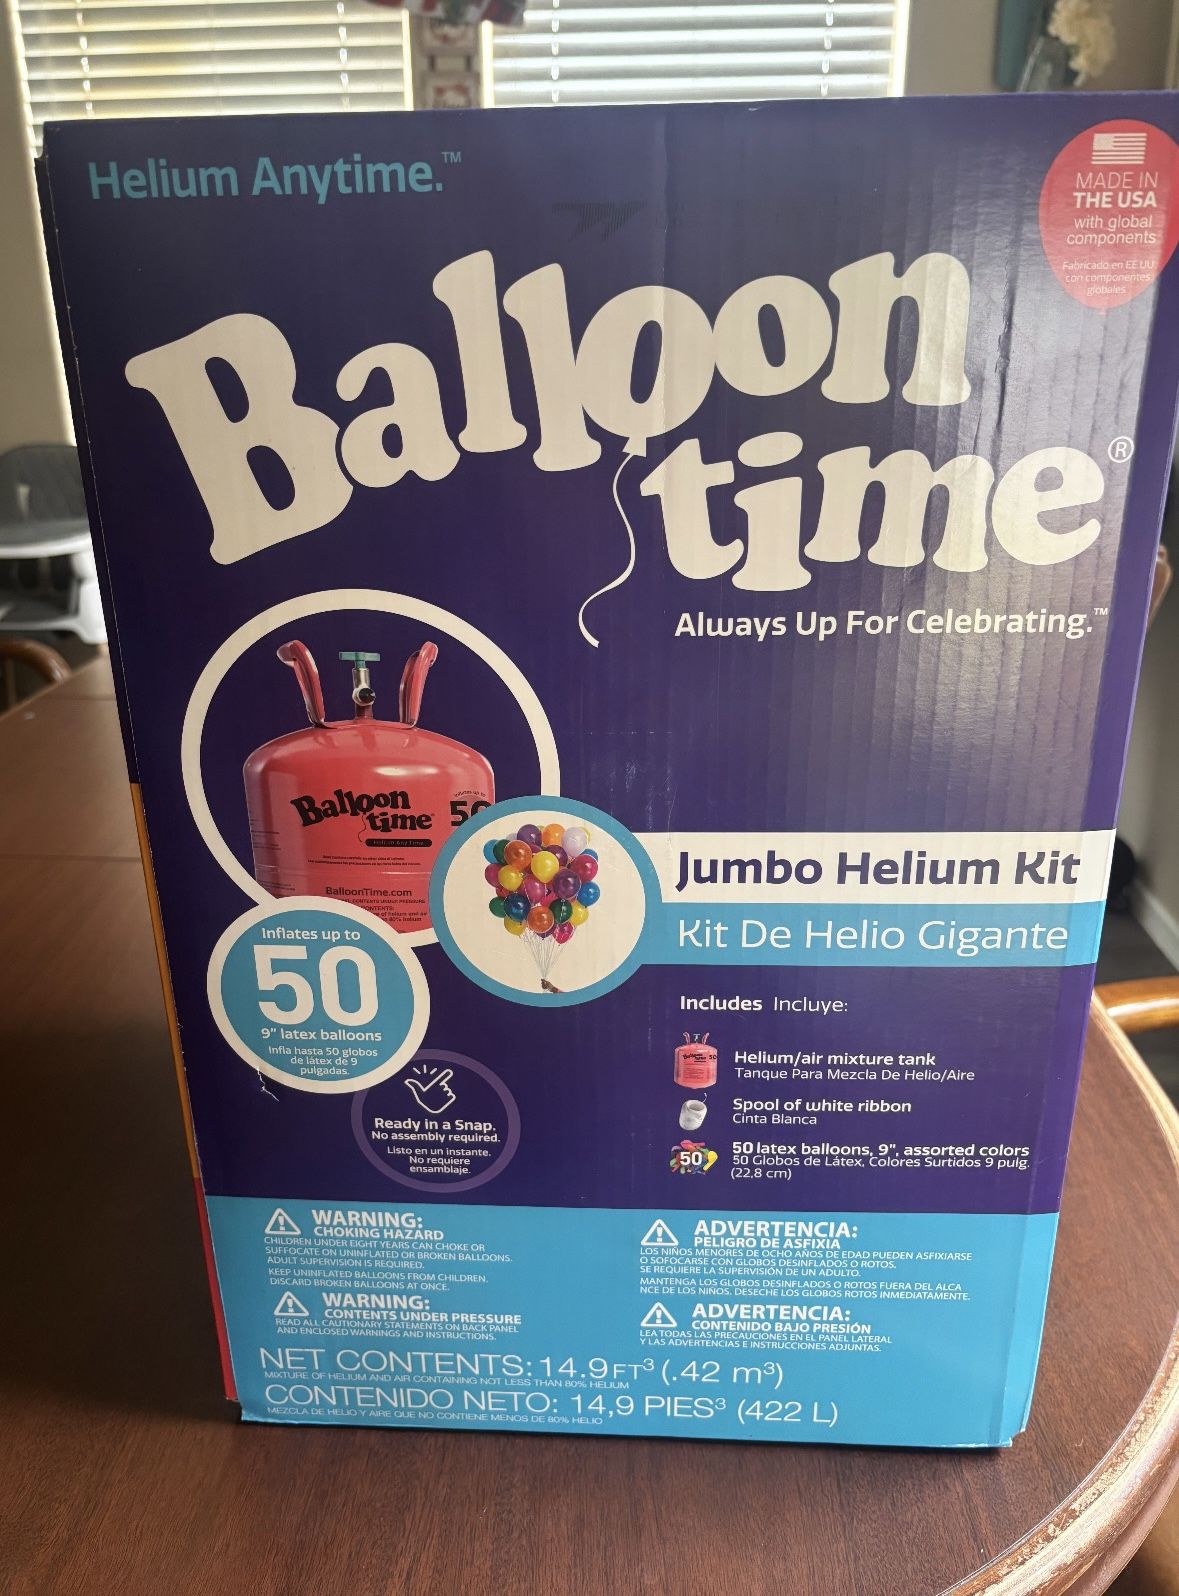 Helium Anytime.™
MADE IN
THE USA
with global
components
Fabricado en EE UU
con componentes
globales
Balloon
time®
Always Up For Celebrating.™
Balloon
time
Helium Any Time
50
BalloonTime.com
CONTENTS UNDER PRESSURE
Jumbo Helium Kit
Kit De Helio Gigante
Inflates up to
50
9" latex balloons
Infla hasta 50 globos
de látex de 9
pulgadas.
Ready in a Snap.
No assembly required.
Listo en un instante.
No requiere
ensamblaje.
Includes Incluye:
Balloon
time
50
Helium/air mixture tank
Tanque Para Mezcla De Helio/Aire
Spool of white ribbon
Cinta Blanca
50
50 latex balloons, 9", assorted colors
50 Globos de Látex, Colores Surtidos 9 pulg.
(22,8 cm)
WARNING:
CHOKING HAZARD
CHILDREN UNDER EIGHT YEARS CAN CHOKE OR
SUFFOCATE ON UNINFLATED OR BROKEN BALLOONS.
ADULT SUPERVISION IS REQUIRED.
KEEP UNINFLATED BALLOONS FROM CHILDREN.
DISCARD BROKEN BALLOONS AT ONCE.
WARNING:
CONTENTS UNDER PRESSURE
READ ALL CAUTIONARY STATEMENTS ON BACK PANEL
AND ENCLOSED WARNINGS AND INSTRUCTIONS.
ADVERTENCIA:
PELIGRO DE ASFIXIA
LOS NIÑOS MENORES DE OCHO AÑOS DE EDAD PUEDEN ASFIXIARSE
O SOFOCARSE CON GLOBOS DESINFLADOS O ROTOS.
SE REQUIERE LA SUPERVISIÓN DE UN ADULTO.
MANTENGA LOS GLOBOS DESINFLADOS O ROTOS FUERA DEL ALCA
NCE DE LOS NIÑOS. DESECHE LOS GLOBOS ROTOS INMEDIATAMENTE.
ADVERTENCIA:
CONTENIDO BAJO PRESIÓN
LEA TODAS LAS PRECAUCIONES EN EL PANEL LATERAL
Y LAS ADVERTENCIAS E INSTRUCCIONES ADJUNTAS.
NET CONTENTS: 14.9FT³ (.42 m³)
MIXTURE OF HELIUM AND AIR CONTAINING NOT LESS THAN 80% HELIUM
CONTENIDO NETO: 14,9 PIES³ (422 L)
MEZCLA DE HELIO Y AIRE QUE NO CONTIENE MENOS DE 80% HELIO